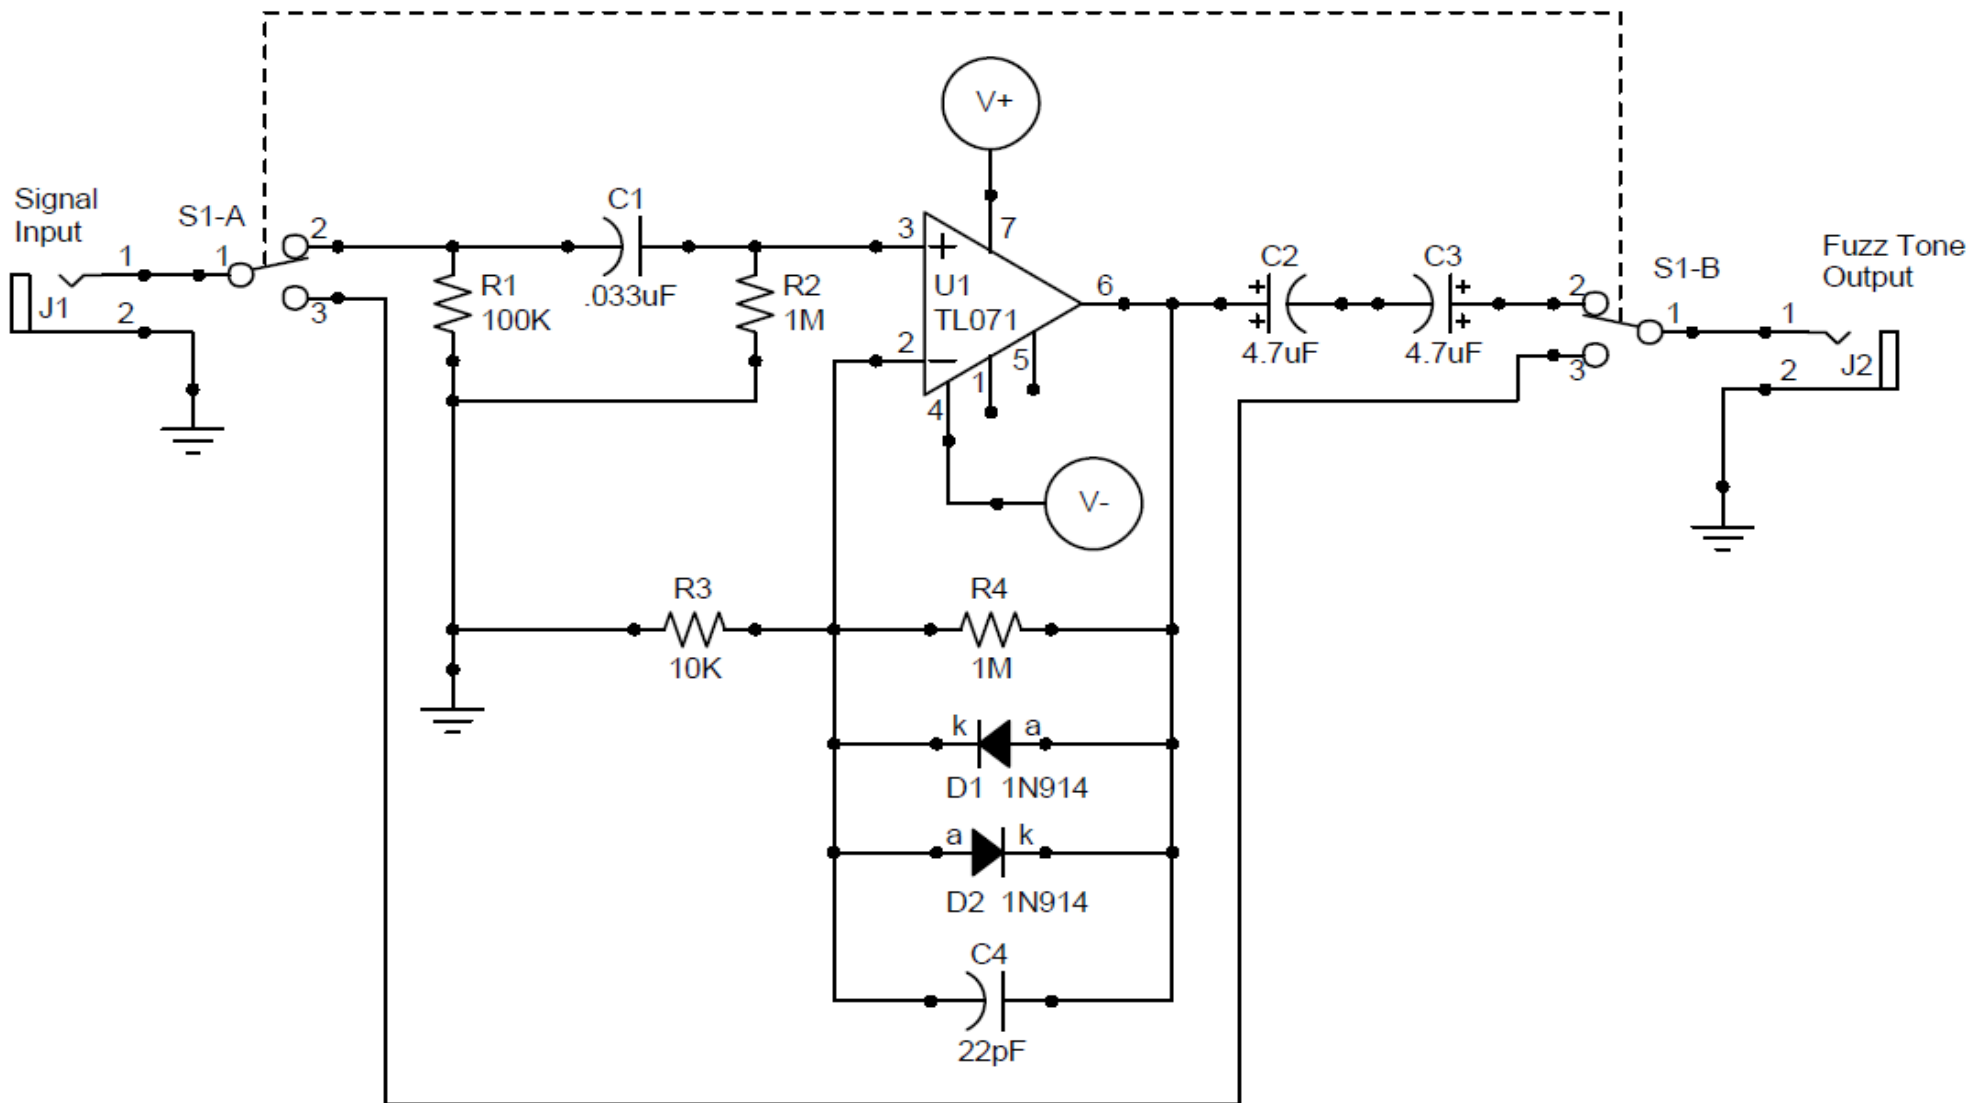 V+
Signal
Input
S1-A
C1
.033uF
1
1
2
3
J1
2
R1
100K
R2
1M
3
+
7
U1
TL071
6
2
−
5
1
4
V-
C2
+
+
4.7uF
C3
+
+
4.7uF
2
3
S1-B
1
Fuzz Tone
Output
1
J2
2
R3
10K
R4
1M
k
a
D1 1N914
a
k
D2 1N914
C4
22pF